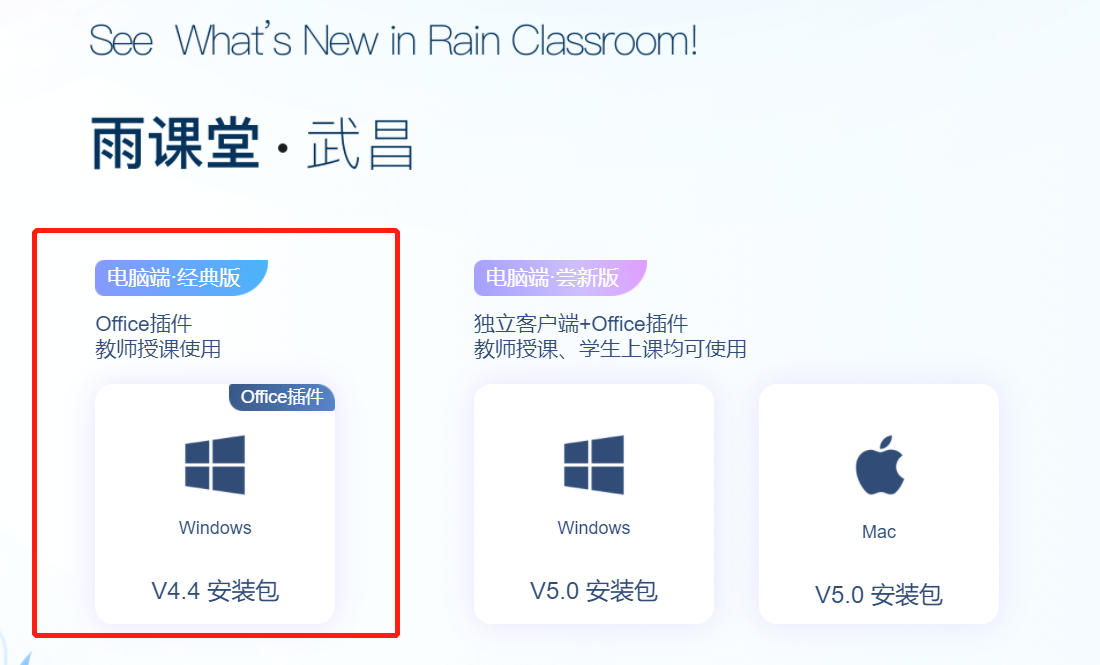 See What's New in Rain Classroom!
雨课堂·武昌
电脑端·经典版
Office插件
教师授课使用
Office插件
Windows
V4.4 安装包
电脑端·尝新版
独立客户端+Office插件
教师授课、学生上课均可使用
Windows
V5.0 安装包
Mac
V5.0 安装包